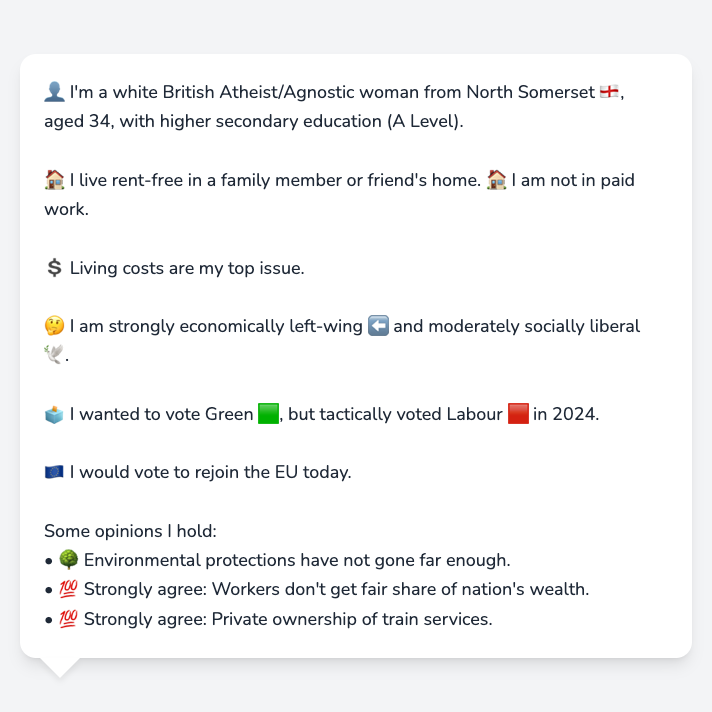 👤 I'm a white British Atheist/Agnostic woman from North Somerset 🏴󠁧󠁢󠁥󠁮󠁧󠁿,
aged 34, with higher secondary education (A Level).
🏠 I live rent-free in a family member or friend's home. 🏠 I am not in paid
work.
💲 Living costs are my top issue.
🤔 I am strongly economically left-wing ⬅️ and moderately socially liberal
🕊️.
🗳️ I wanted to vote Green 🟩, but tactically voted Labour 🟥 in 2024.
🇪🇺 I would vote to rejoin the EU today.
Some opinions I hold:
• 🌳 Environmental protections have not gone far enough.
• 💯 Strongly agree: Workers don't get fair share of nation's wealth.
• 💯 Strongly agree: Private ownership of train services.